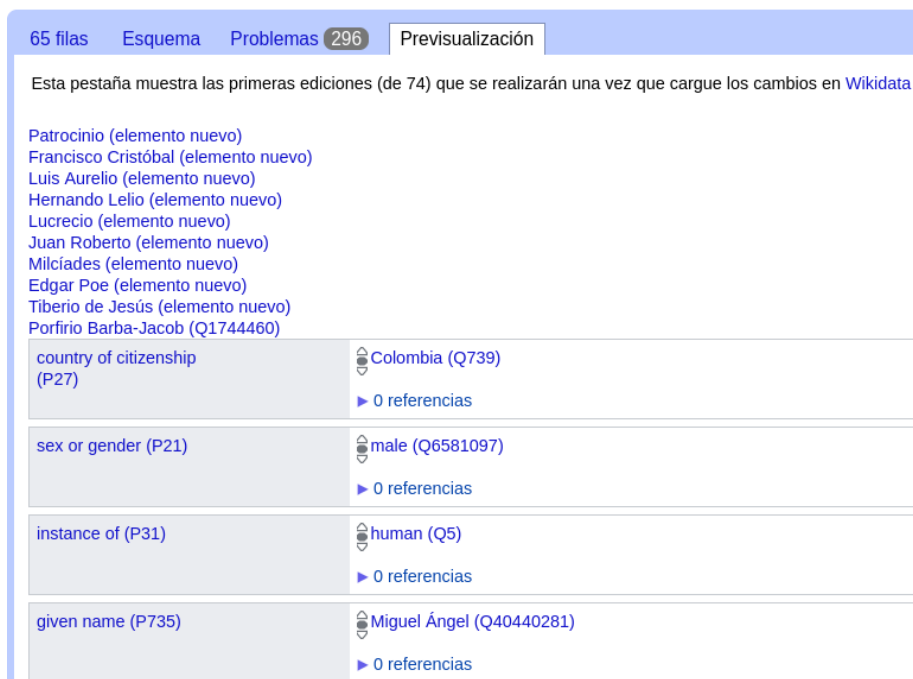 65 filas Esquema Problemas 296 Previsualización
Esta pestaña muestra las primeras ediciones (de 74) que se realizarán una vez que cargue los cambios en Wikidata
Patrocinio (elemento nuevo)
Francisco Cristóbal (elemento nuevo)
Luis Aurelio (elemento nuevo)
Hernando Lelio (elemento nuevo)
Lucrecio (elemento nuevo)
Juan Roberto (elemento nuevo)
Milcíades (elemento nuevo)
Edgar Poe (elemento nuevo)
Tiberio de Jesús (elemento nuevo)
Porfirio Barba-Jacob (Q1744460)
country of citizenship Colombia (Q739)
(P27)
0 referencias
sex or gender (P21) male (Q6581097)
0 referencias
instance of (P31) human (Q5)
0 referencias
given name (P735) Miguel Ángel (Q40440281)
0 referencias